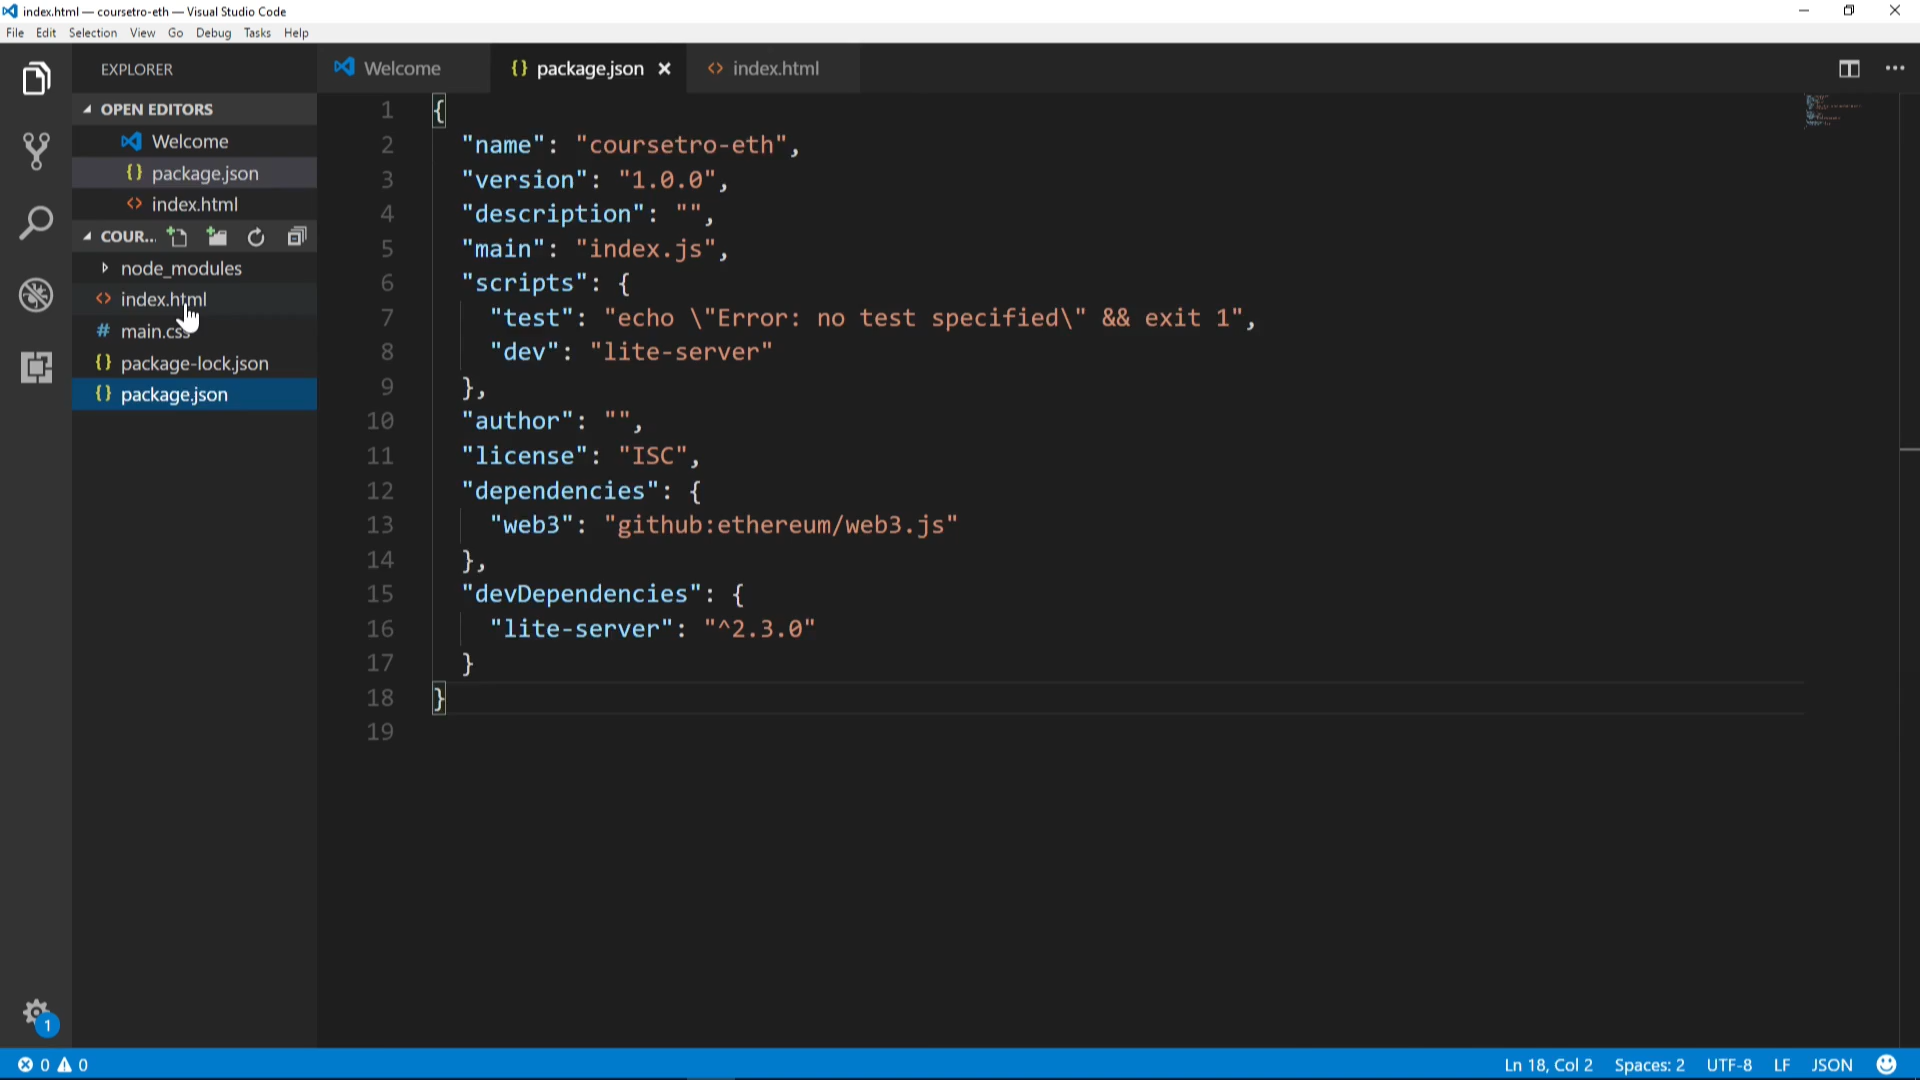 index.html — coursetro-eth — Visual Studio Code
File Edit Selection View Go Debug Tasks Help
EXPLORER
OPEN EDITORS
Welcome
package.json
index.html
COUR...
node_modules
index.html
main.css
package-lock.json
package.json
1
Welcome {} package.json × <> index.html ...
1 {
2 "name": "coursetro-eth",
3 "version": "1.0.0",
4 "description": "",
5 "main": "index.js",
6 "scripts": {
7 "test": "echo \"Error: no test specified\" && exit 1",
8 "dev": "lite-server"
9 },
10 "author": "",
11 "license": "ISC",
12 "dependencies": {
13 "web3": "github:ethereum/web3.js"
14 },
15 "devDependencies": {
16 "lite-server": "^2.3.0"
17 }
18 }
19
0 0 Ln 18, Col 2 Spaces: 2 UTF-8 LF JSON